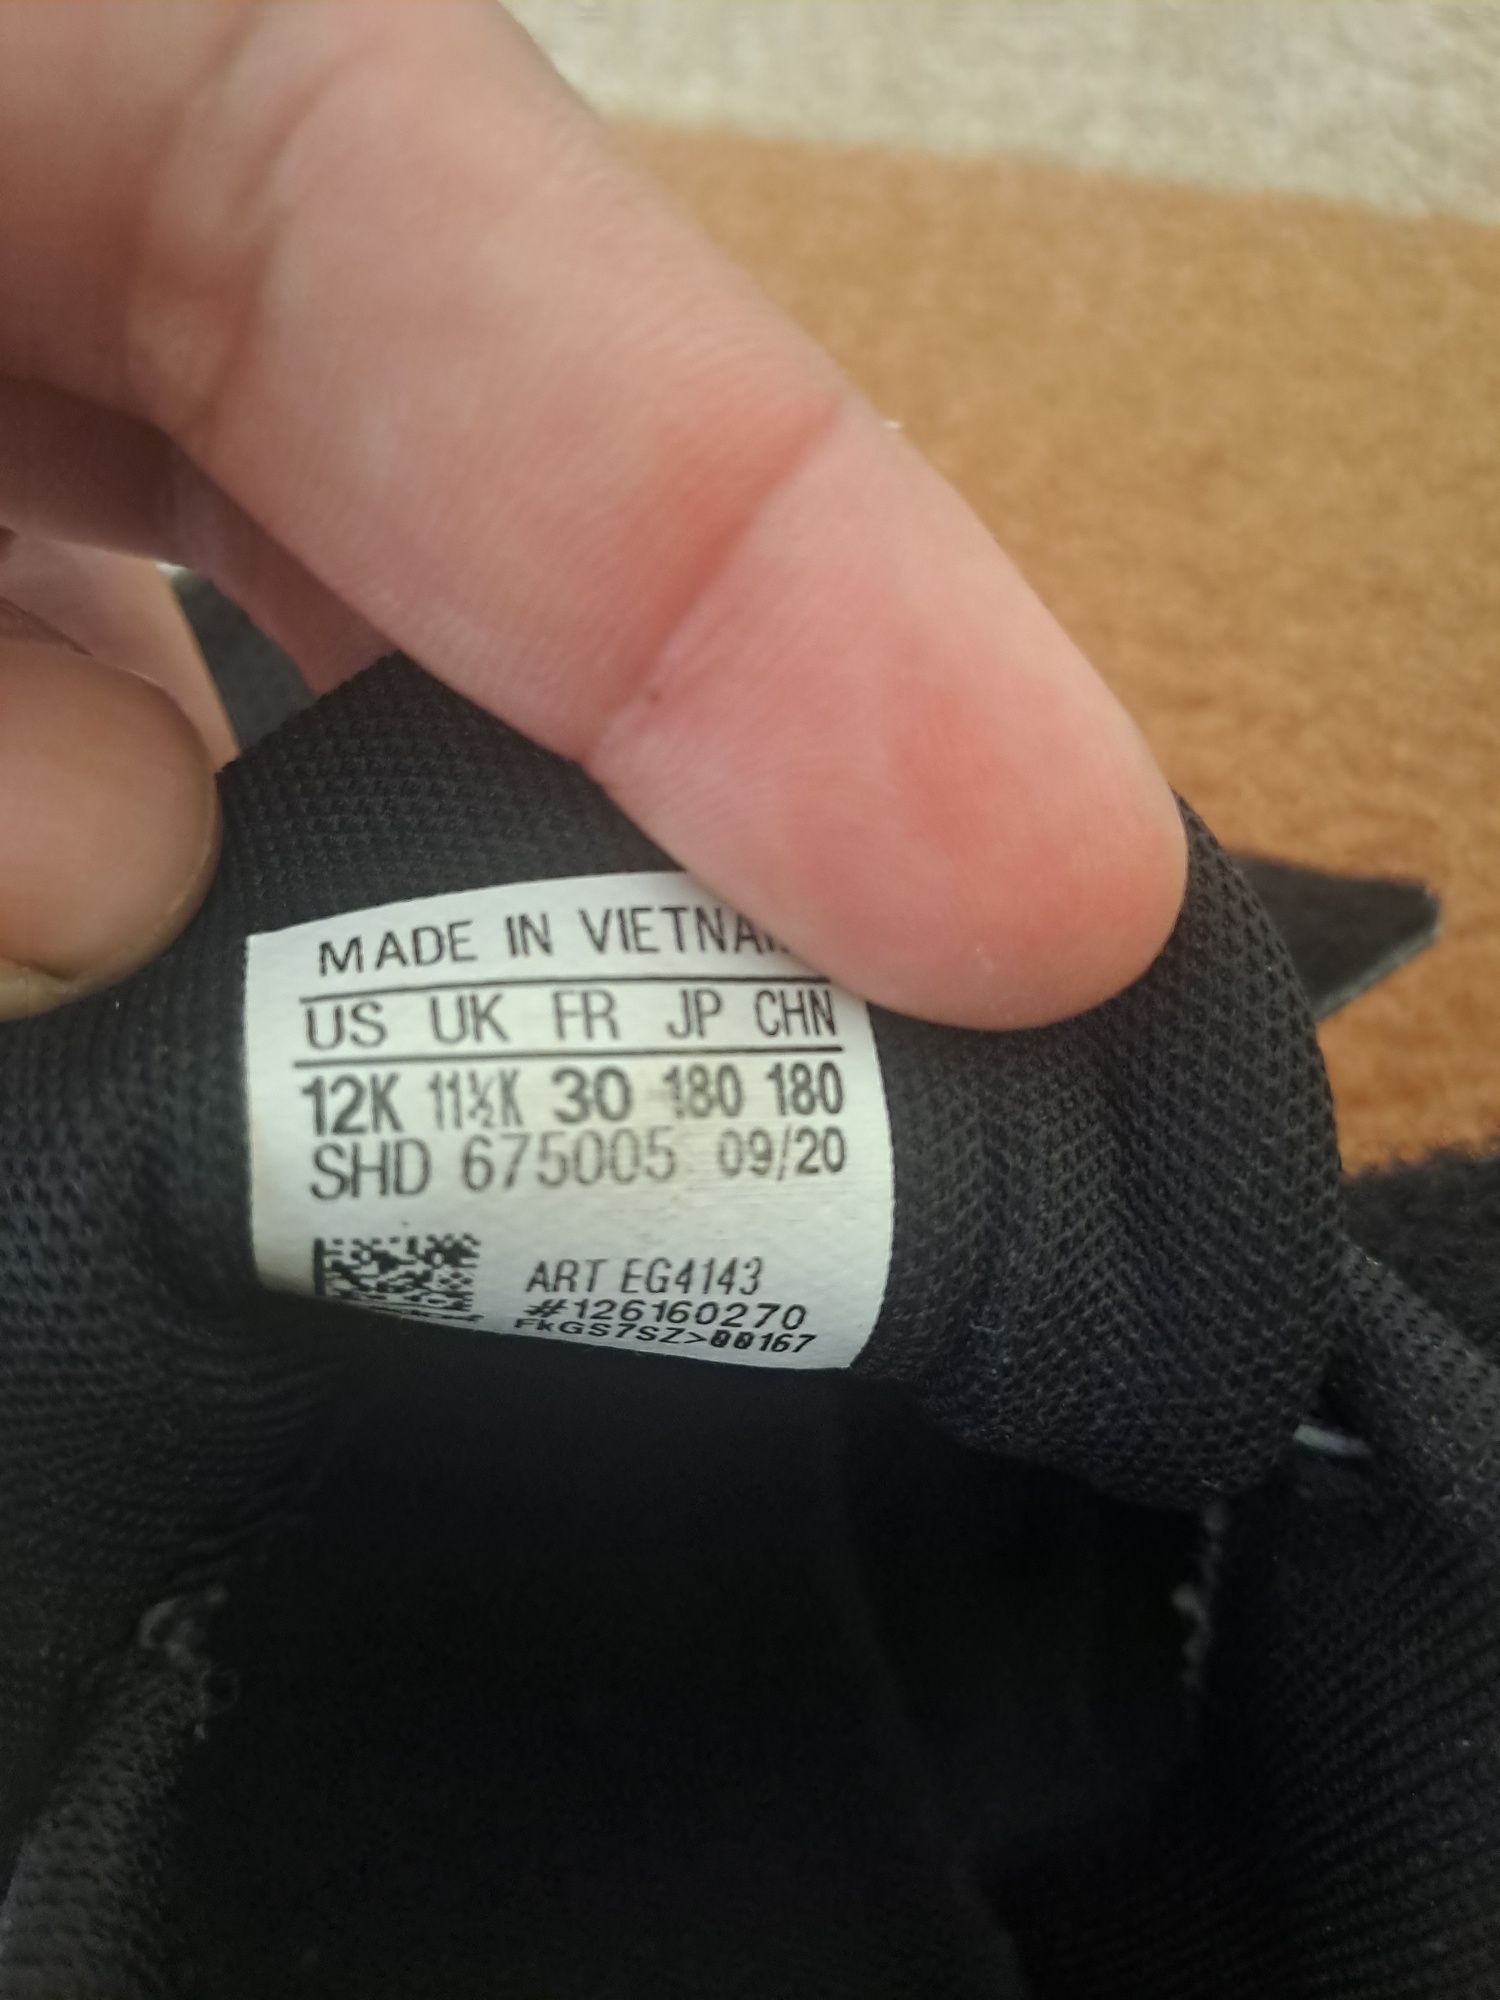 MADE IN VIETNAM
US UK FR JP CHN
12K 11½K 30 180 180
SHD 675005 09/20
ART EG4143
#126160270
FkGS7SZ>00167